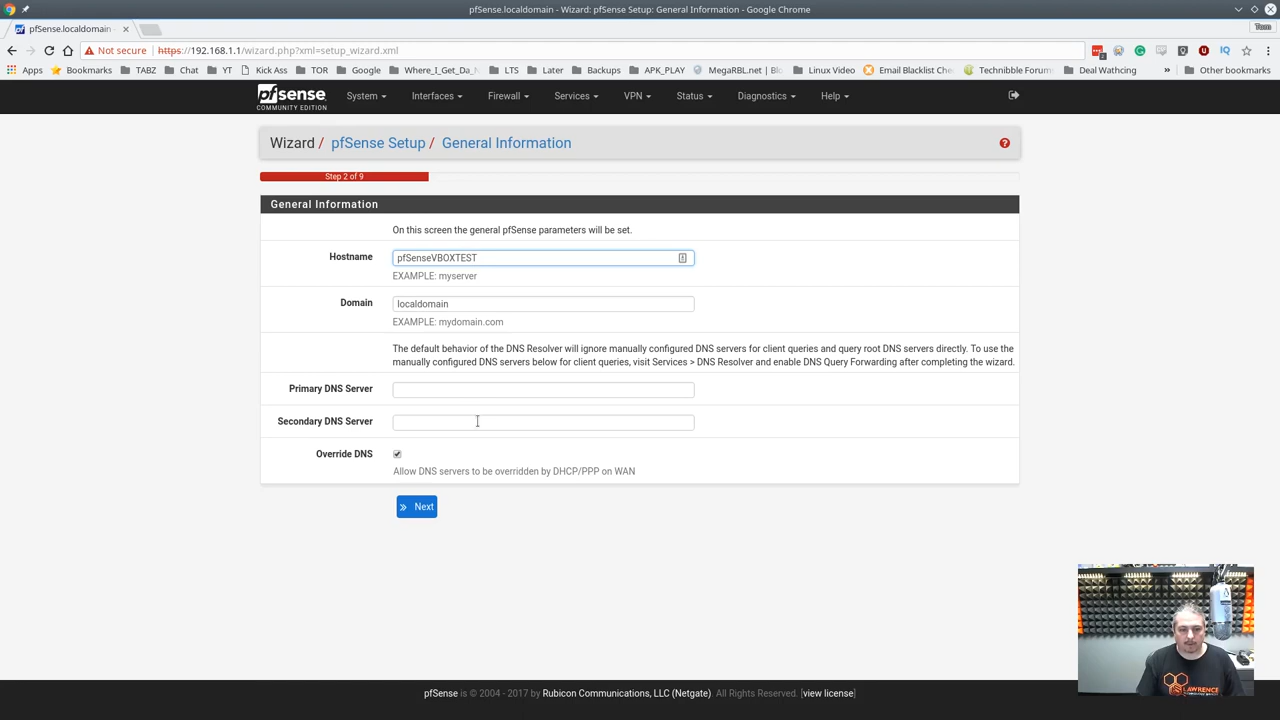 pfSense.localdomain - Wizard: pfSense Setup: General Information - Google Chrome
pfSense.localdomain - W
Tom
Not secure
https://192.168.1.1/wizard.php?xml=setup_wizard.xml
Apps
Bookmarks
TABZ
Chat
YT
Kick Ass
TOR
Google
Where_I_Get_Da_
LTS
Later
Backups
APK_PLAY
MegaRBL.net | Bl
Linux Video
Email Blacklist Che
Technibble Forum
Deal Wathcing
»
Other bookmarks
pfsense
COMMUNITY EDITION
System
Interfaces
Firewall
Services
VPN
Status
Diagnostics
Help
Wizard / pfSense Setup / General Information
Step 2 of 9
General Information
On this screen the general pfSense parameters will be set.
Hostname
pfSenseVBOXTEST
EXAMPLE: myserver
Domain
localdomain
EXAMPLE: mydomain.com
The default behavior of the DNS Resolver will ignore manually configured DNS servers for client queries and query root DNS servers directly. To use the
manually configured DNS servers below for client queries, visit Services > DNS Resolver and enable DNS Query Forwarding after completing the wizard.
Primary DNS Server
Secondary DNS Server
Override DNS
Allow DNS servers to be overridden by DHCP/PPP on WAN
» Next
LAWRENCE
pfSense is © 2004 - 2017 by Rubicon Communications, LLC (Netgate) All Rights Reserved. [view license]